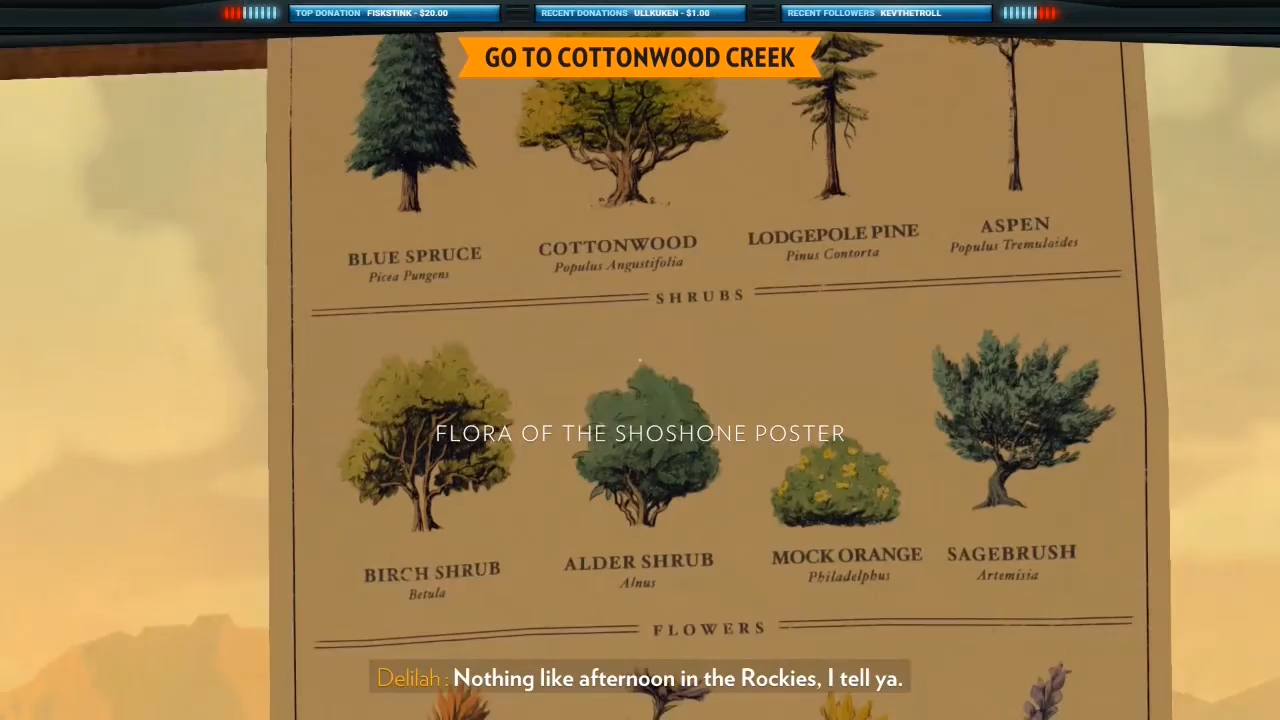 TOP DONATION FISKSTINK - $20.00
RECENT DONATIONS ULLKUKEN - $1.00
RECENT FOLLOWERS KEVTHETROLL
GO TO COTTONWOOD CREEK
BLUE SPRUCE
Picea Pungens
COTTONWOOD
Populus Angustifolia
LODGEPOLE PINE
Pinus Contorta
ASPEN
Populus Tremuloides
SHRUBS
FLORA OF THE SHOSHONE POSTER
BIRCH SHRUB
Betula
ALDER SHRUB
Alnus
MOCK ORANGE
Philadelphus
SAGEBRUSH
Artemisia
FLOWERS
Delilah : Nothing like afternoon in the Rockies, I tell ya.